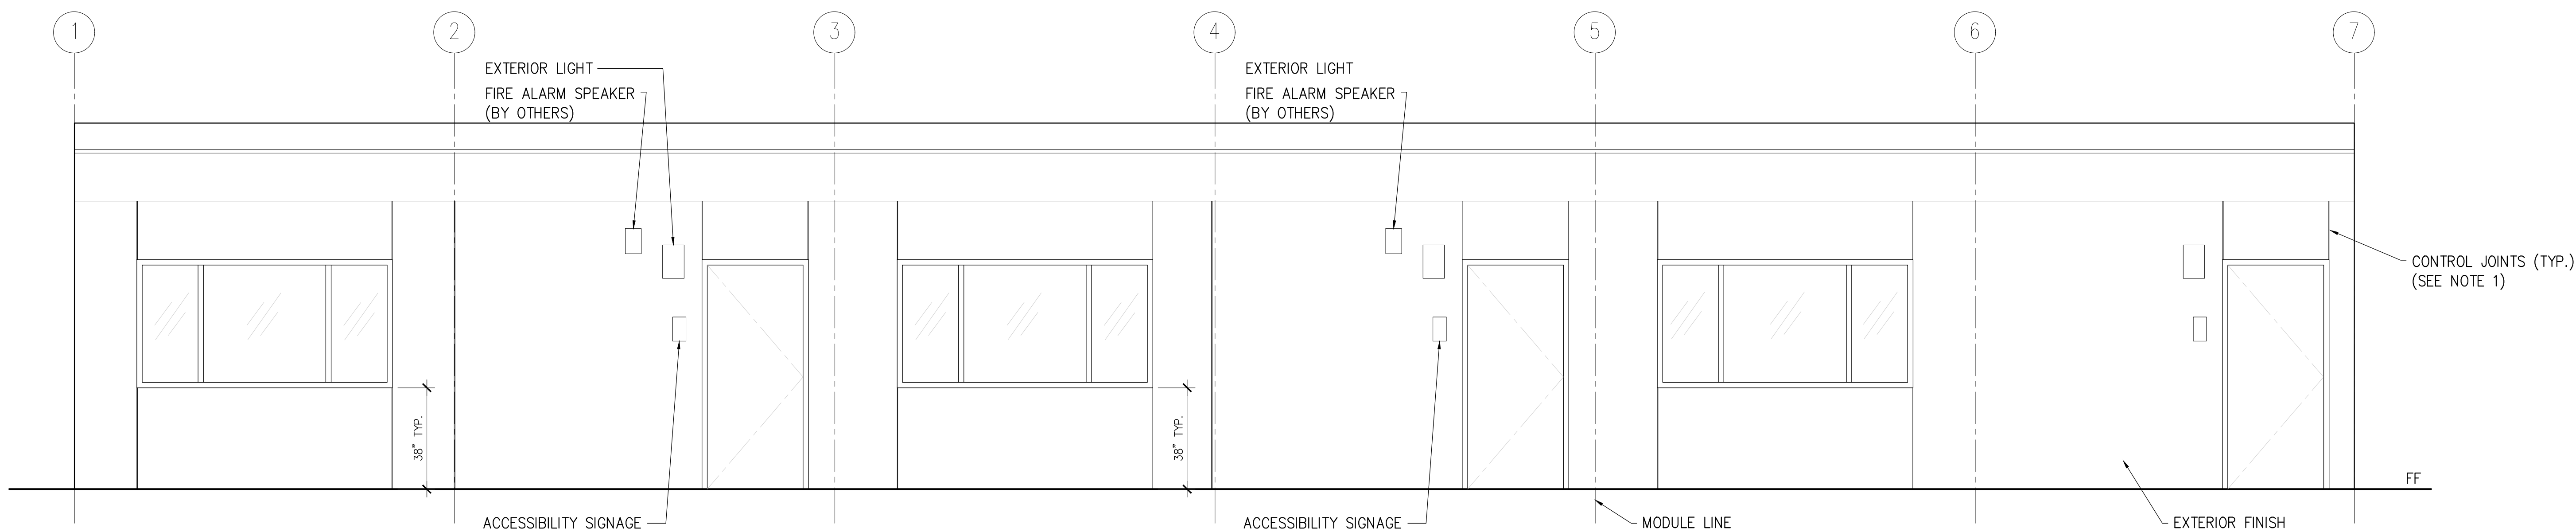 1
2
3
4
5
6
7
EXTERIOR LIGHT
FIRE ALARM SPEAKER
(BY OTHERS)
EXTERIOR LIGHT
FIRE ALARM SPEAKER
(BY OTHERS)
CONTROL JOINTS (TYP.)
(SEE NOTE 1)
38" TYP.
38" TYP.
FF
ACCESSIBILITY SIGNAGE
ACCESSIBILITY SIGNAGE
MODULE LINE
EXTERIOR FINISH